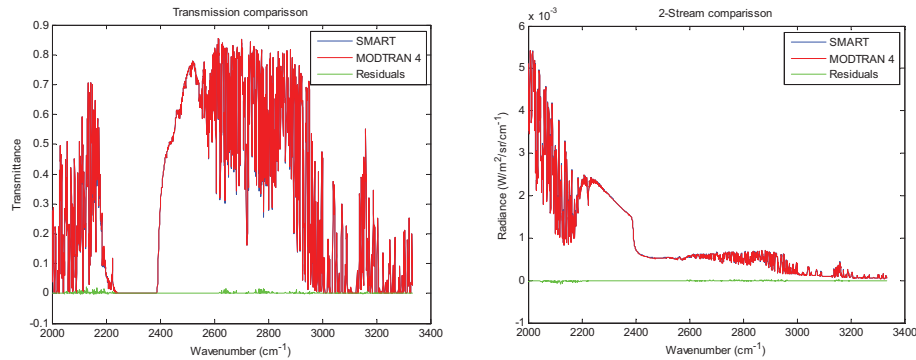 Transmission comparisson
SMART
MODTRAN 4
Residuals
0.9
0.8
0.7
0.6
0.5
0.4
0.3
0.2
0.1
0
-0.1
Transmittance
2000 2200 2400 2600 2800 3000 3200 3400
Wavenumber (cm⁻¹)
2-Stream comparisson
x 10⁻³
SMART
MODTRAN 4
Residuals
6
5
4
3
2
1
0
-1
Radiance (W/m²/sr/cm⁻¹)
2000 2200 2400 2600 2800 3000 3200 3400
Wavenumber (cm⁻¹)